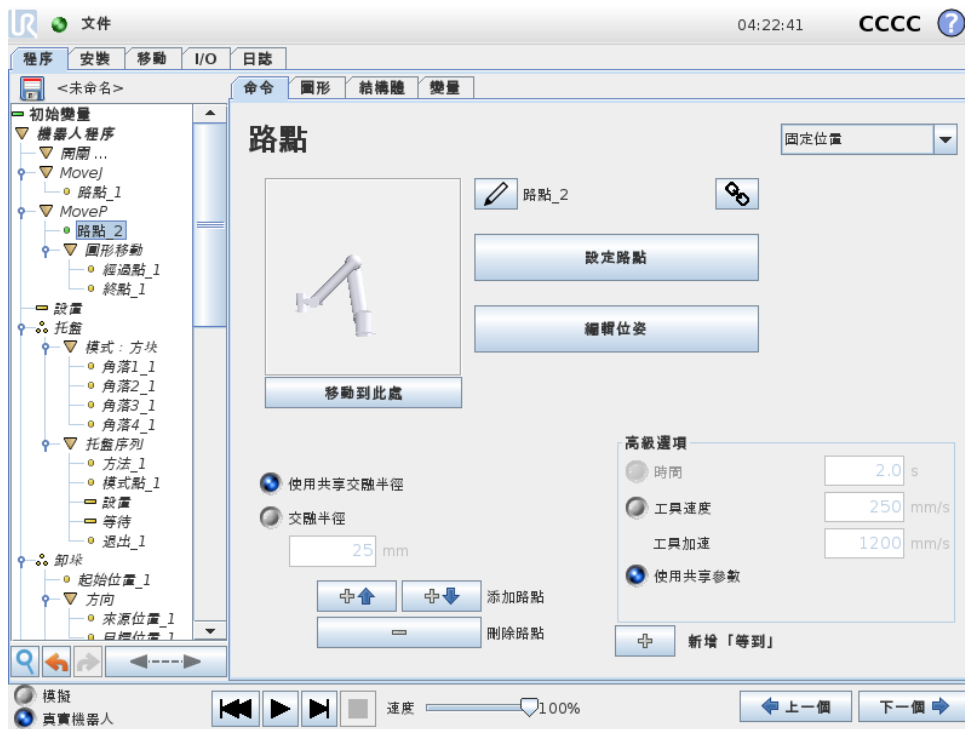 UR 文件 04:22:41 CCCC ?
程序 安裝 移動 I/O 日誌
<未命名>
命令 圖形 結構體 變量
初始變量
機器人程序
開關 ...
MoveJ
路點_1
MoveP
路點_2
圓形移動
經過點_1
終點_1
設置
托盤
模式：方块
角落1_1
角落2_1
角落3_1
角落4_1
托盤序列
方法_1
模式點_1
設置
等待
退出_1
卸垛
起始位置_1
方向
來源位置_1
目標位置_1
路點
固定位置
路點_2
設定路點
編輯位姿
移動到此處
使用共享交融半徑
交融半徑
25 mm
添加路點
刪除路點
高級選項
時間 2.0 s
工具速度 250 mm/s
工具加速 1200 mm/s
使用共享參數
新增「等到」
模擬
真實機器人
速度 100%
上一個 下一個